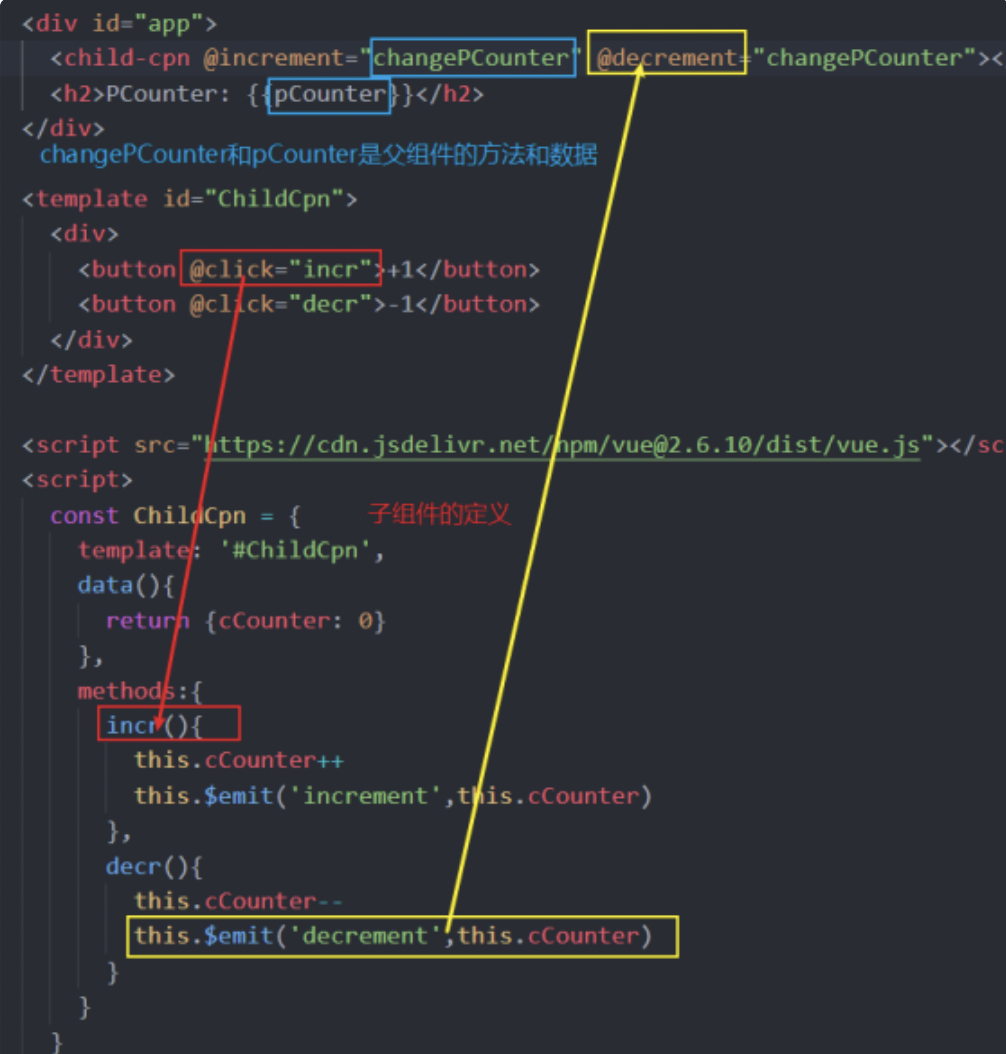 <div id="app">
<child-cpn @increment="changePCounter" @decrement="changePCounter"><
<h2>PCounter: {{pCounter}}</h2>
</div>
changePCounter和pCounter是父组件的方法和数据
<template id="ChildCpn">
<div>
<button @click="incr">+1</button>
<button @click="decr">-1</button>
</div>
</template>
<script src="https://cdn.jsdelivr.net/npm/vue@2.6.10/dist/vue.js"></sc
<script>
const ChildCpn = { 子组件的定义
template: '#ChildCpn',
data(){
return {cCounter: 0}
},
methods:{
incr(){
this.cCounter++
this.$emit('increment',this.cCounter)
},
decr(){
this.cCounter--
this.$emit('decrement',this.cCounter)
}
}
}